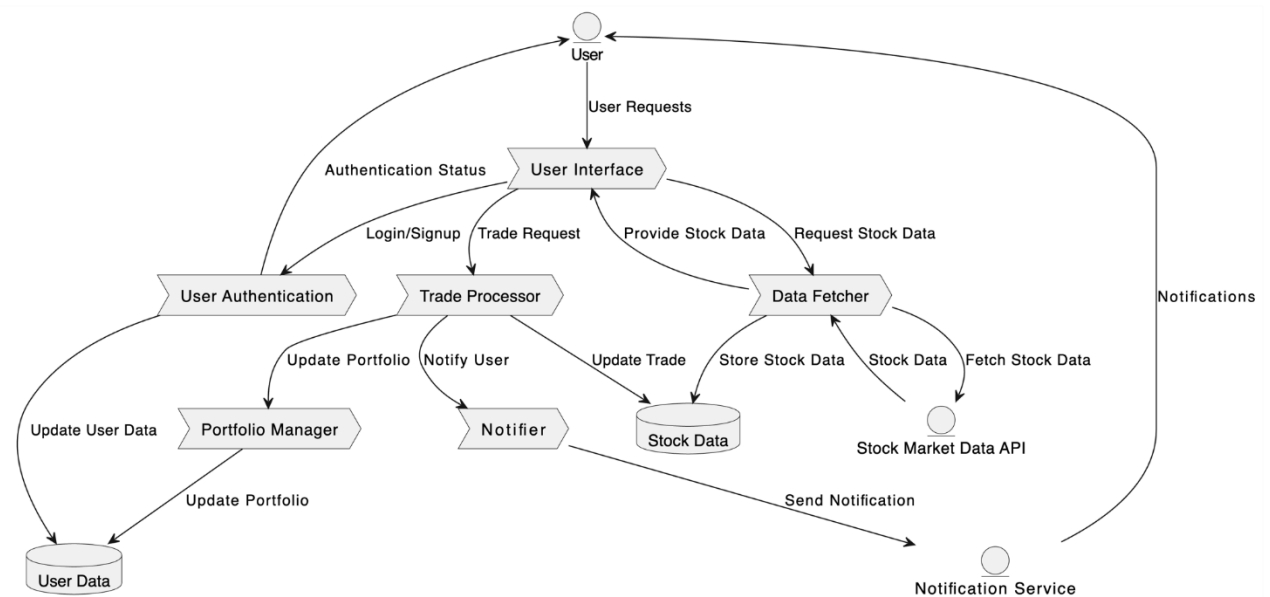 User
User Requests
Authentication Status
User Interface
Login/Signup
Trade Request
Provide Stock Data
Request Stock Data
User Authentication
Trade Processor
Data Fetcher
Notifications
Update Portfolio
Notify User
Update Trade
Store Stock Data
Stock Data
Fetch Stock Data
Update User Data
Portfolio Manager
Notifier
Stock Data
Stock Market Data API
Update Portfolio
Send Notification
User Data
Notification Service